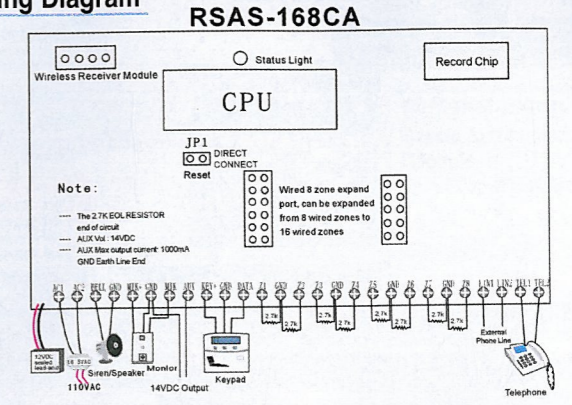 ing Diagram
RSAS-168CA
Status Light
Record Chip
Wireless Receiver Module
CPU
JP1
DIRECT
CONNECT
Reset
Wired 8 zone expand
port, can be expanded
from 8 wired zones to
16 wired zones
Note:
---- The 2.7K EOL RESISTOR
end of circuit
---- AUX Vol.: 14VDC
---- AUX Max output current: 1000mA
GND Earth Line End
AC1 AC2 BELL GND MIK+ GND MIK AUX KEY+ GND DATA Z1 GND Z2 Z3 GND Z4 Z5 GND Z6 Z7 GND Z8 LIN1 LIN2 TEL1 TEL2
2.7k 2.7k 2.7k 2.7k 2.7k 2.7k 2.7k 2.7k
External
Phone Line
12VDC
sealed
lead-acid
Siren/Speaker
Monitor
110VAC
14VDC Output
Keypad
Telephone